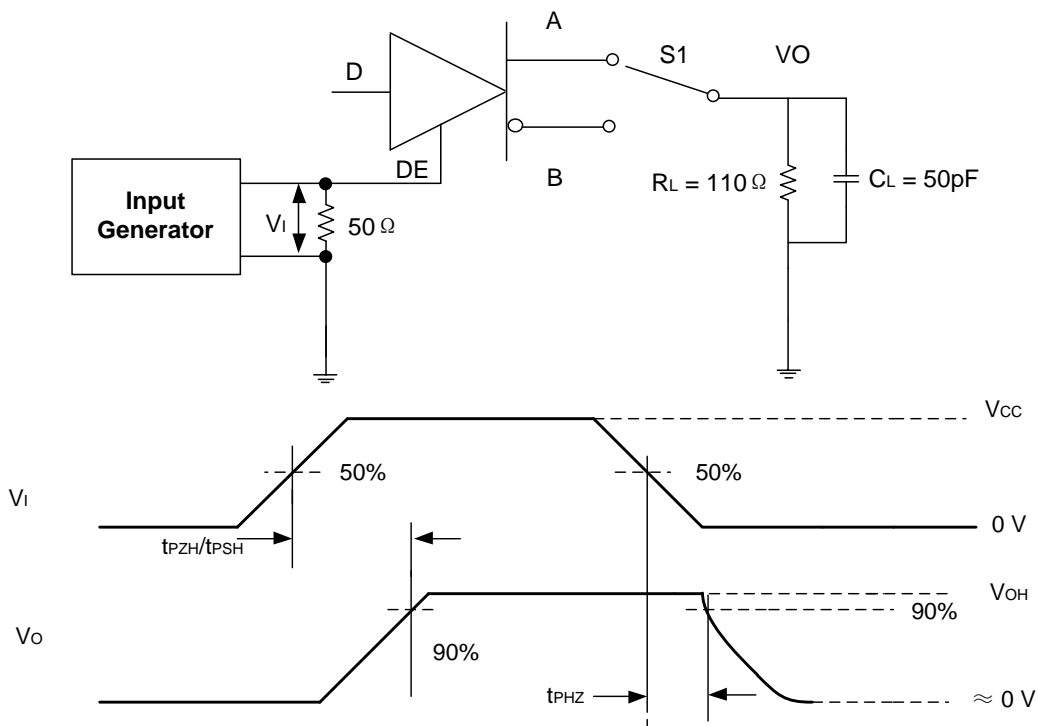 A
S1
VO
D
DE
B
Input
Generator
VI
50 Ω
RL = 110 Ω
CL = 50pF
VCC
50%
50%
VI
0 V
tPZH/tPSH
VOH
90%
VO
90%
tPHZ
≈ 0 V